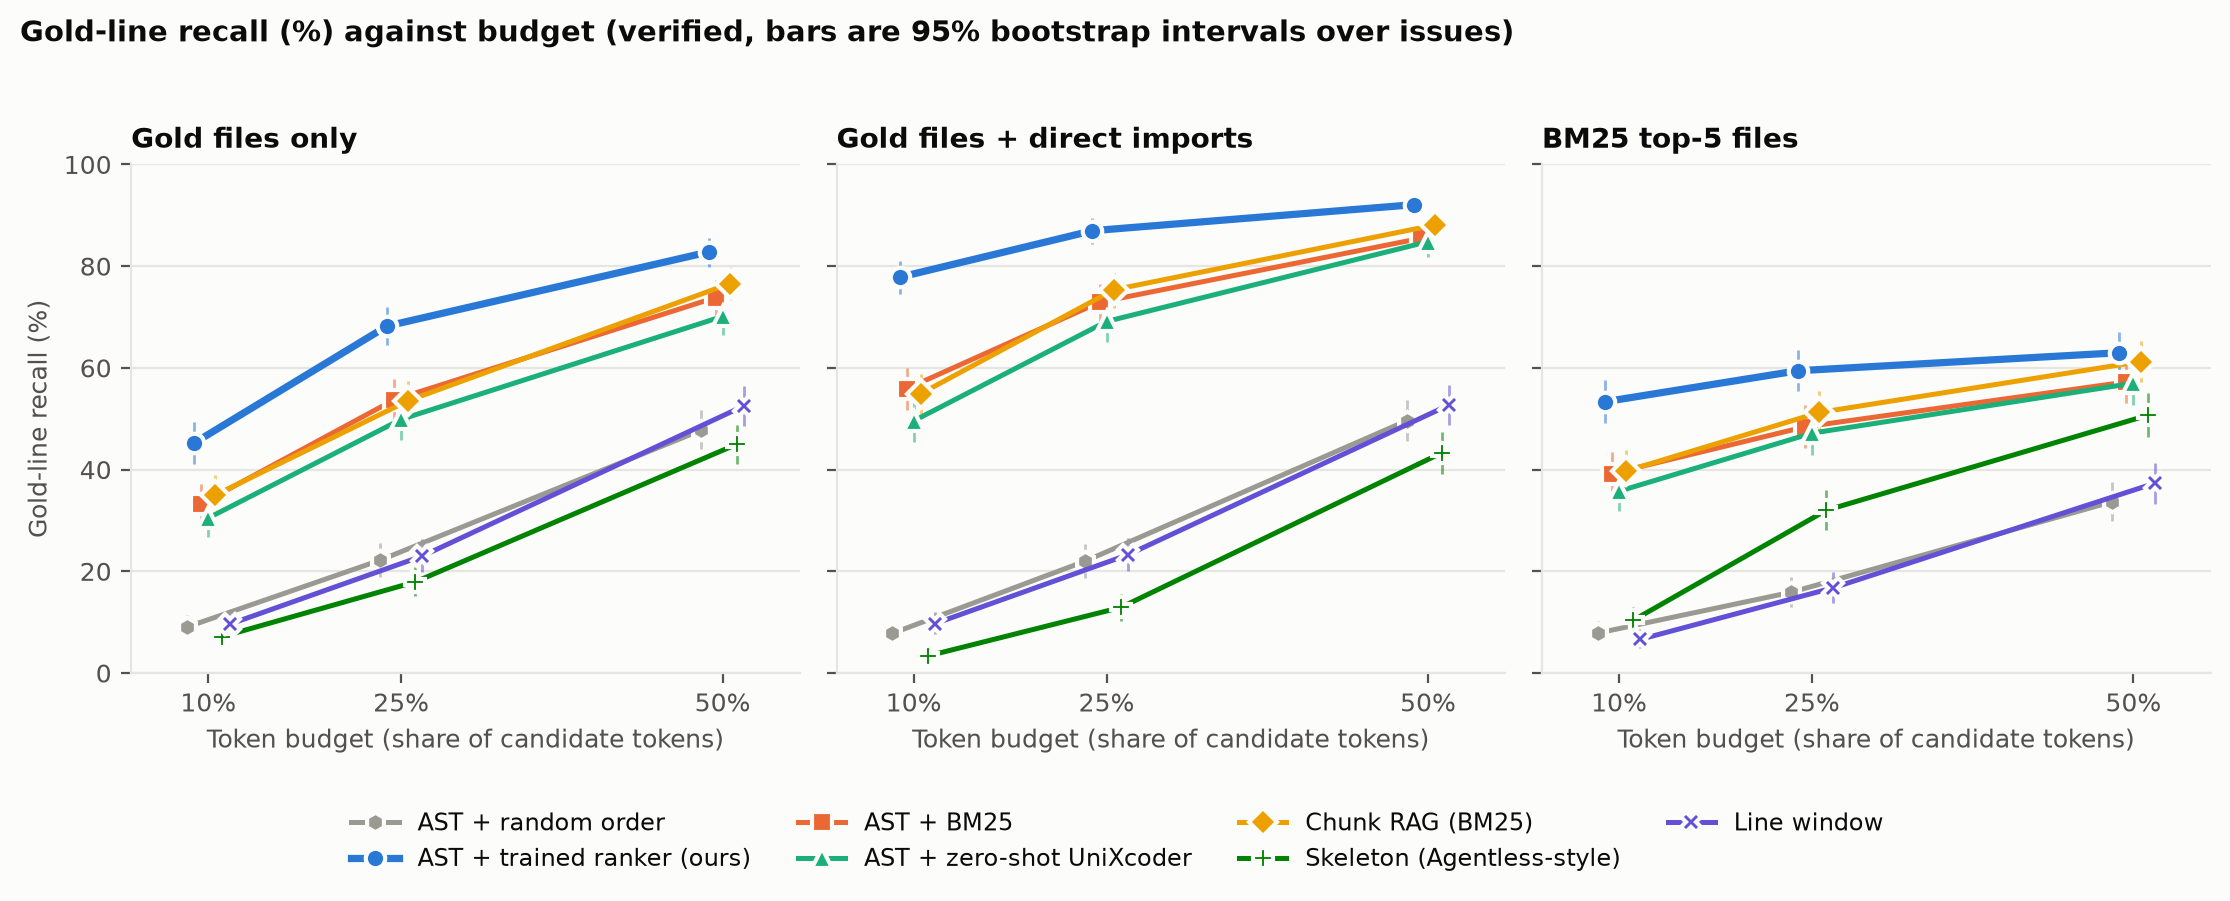 Gold-line recall (%) against budget (verified, bars are 95% bootstrap intervals over issues)
Gold files only
Gold files + direct imports
BM25 top-5 files
Gold-line recall (%)
100
80
60
40
20
0
10% 25% 50%
10% 25% 50%
10% 25% 50%
Token budget (share of candidate tokens)
Token budget (share of candidate tokens)
Token budget (share of candidate tokens)
AST + random order
AST + trained ranker (ours)
AST + BM25
AST + zero-shot UniXcoder
Chunk RAG (BM25)
Skeleton (Agentless-style)
Line window